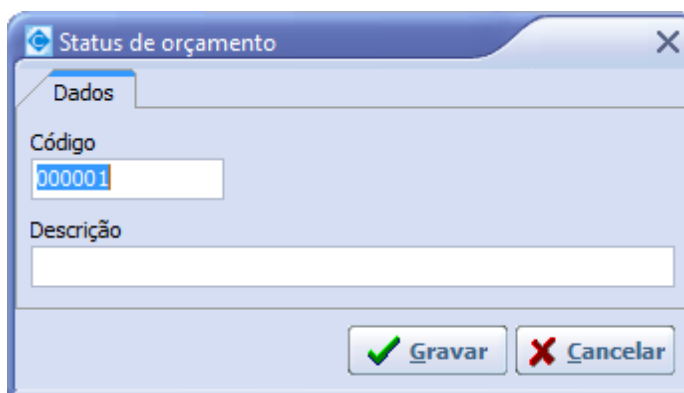 Status de orçamento
Dados
Código
000001
Descrição
Gravar Cancelar